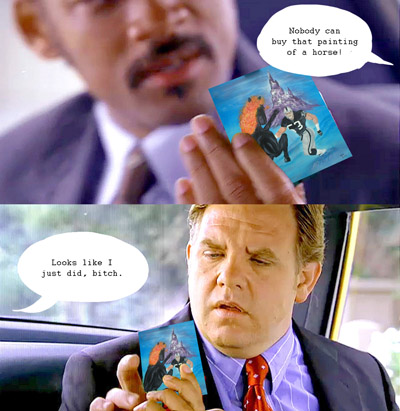 Nobody can
buy that painting
of a horse!
Looks like I
just did, bitch.